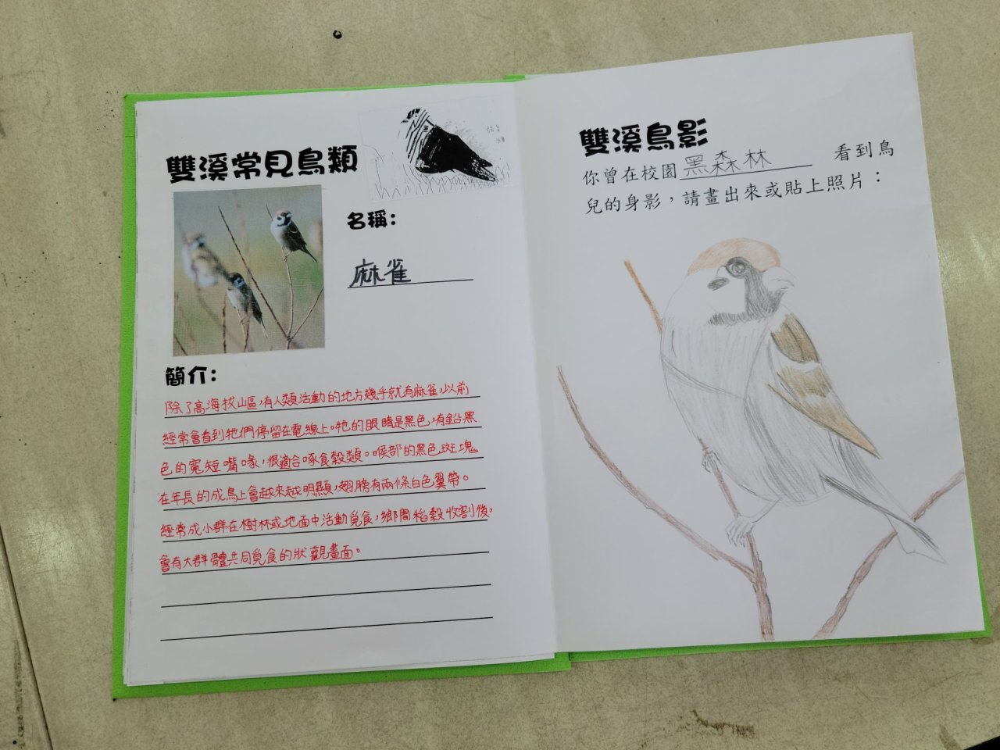 雙溪常見鳥類
名稱:
麻雀
簡介:
除了高海拔山區,有人類活動的地方幾乎就有麻雀,以前
經常會看到牠們停留在電線上。牠的眼睛是黑色,有鉛黑
色的寬短嘴喙,很適合啄食穀類。喉部的黑色斑塊
在年長的成鳥上會越來越明顯,翅膀有兩條白色翼帶。
經常成小群在樹林或地面中活動覓食,鄉間稻穀收割後,
會有大群體共同覓食的狀觀畫面。
雙溪鳥影
你曾在校園黑森林 看到鳥
兒的身影,請畫出來或貼上照片: